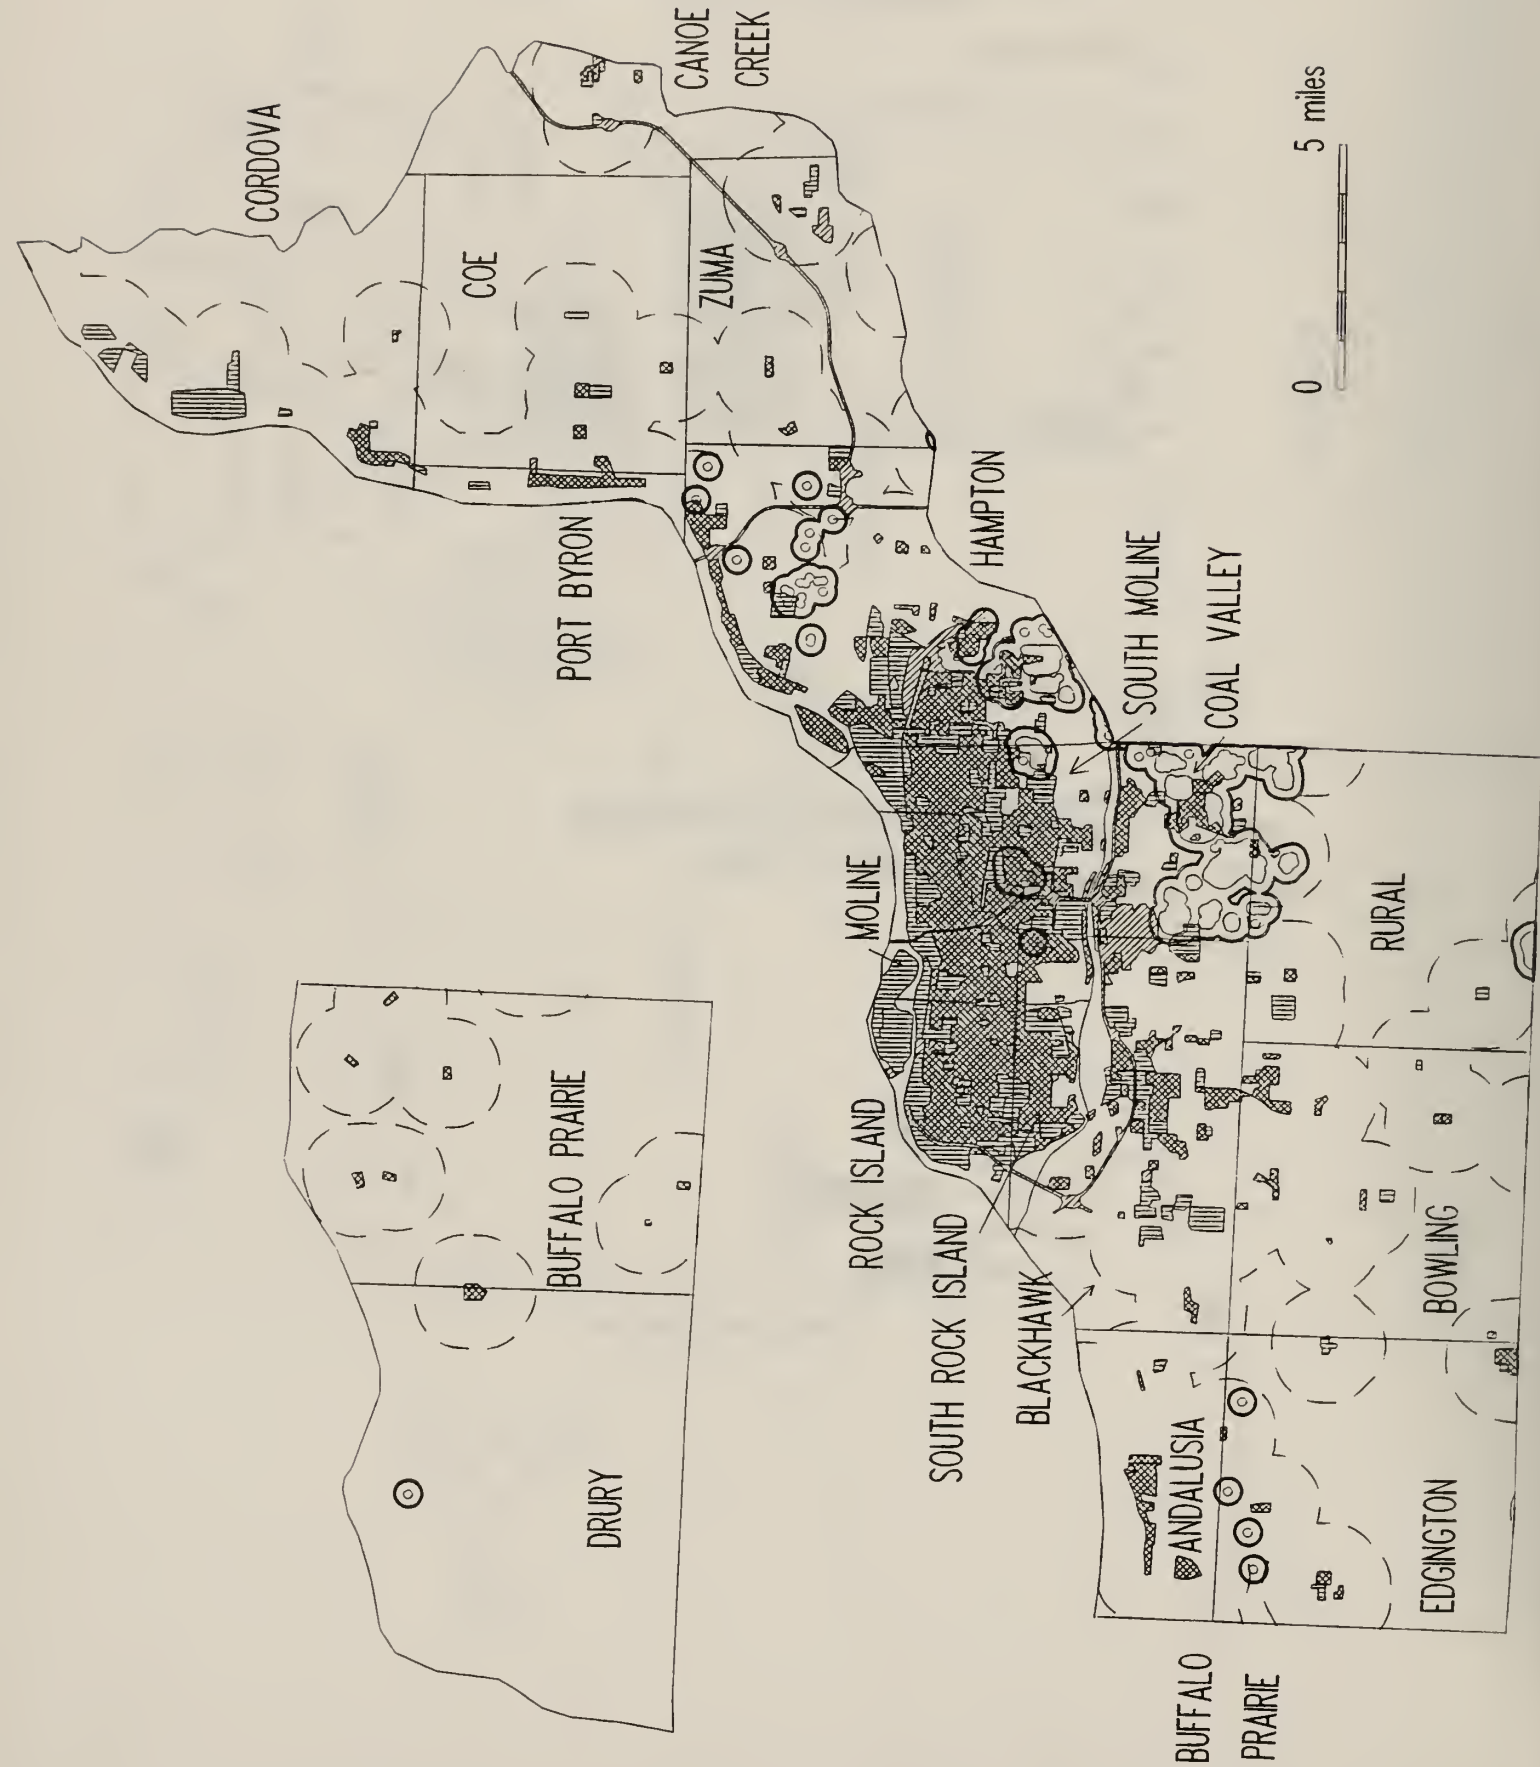 CORDOVA
CANOE
CREEK
COE
ZUMA
PORT BYRON
HAMPTON
0 5 miles
SOUTH MOLINE
COAL VALLEY
MOLINE
RURAL
ROCK ISLAND
SOUTH ROCK ISLAND
BLACKHAWK
BOWLING
ANDALUSIA
EDGINGTON
BUFFALO
PRAIRIE
BUFFALO PRAIRIE
DRURY